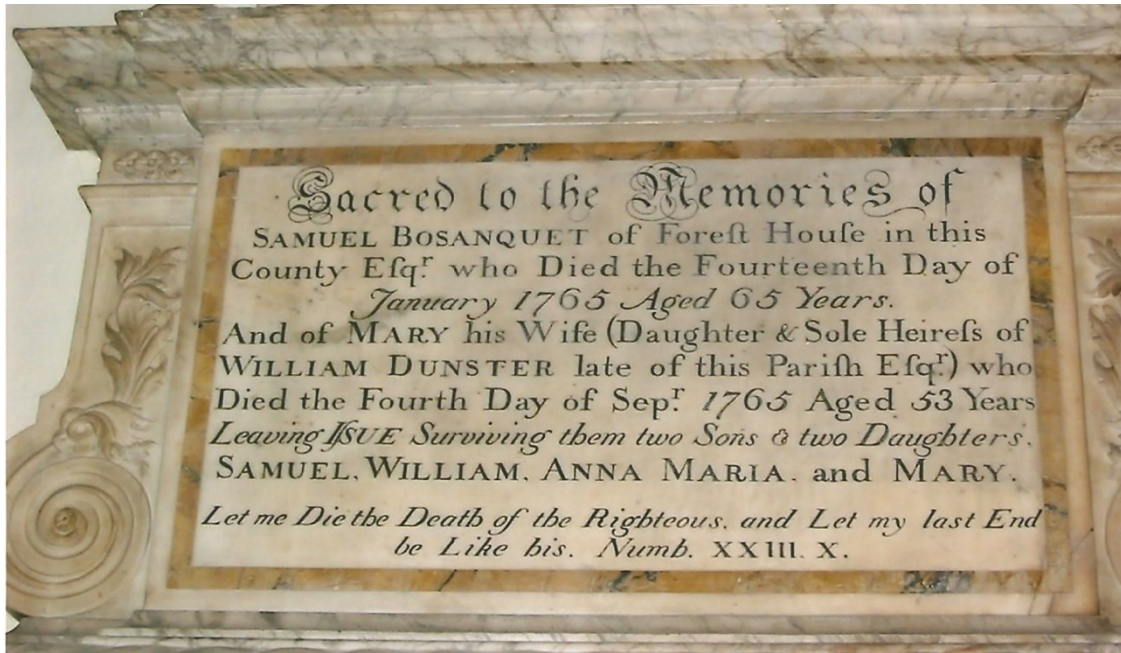 Sacred to the Memories of
SAMUEL BOSANQUET of Foreſt Houſe in this
County Eſqʳ. who Died the Fourteenth Day of
January 1765 Aged 65 Years.
And of MARY his Wife (Daughter & Sole Heireſs of
WILLIAM DUNSTER late of this Pariſh Eſqʳ.) who
Died the Fourth Day of Sepʳ. 1765 Aged 53 Years
Leaving IſSUE Surviving them two Sons & two Daughters.
SAMUEL. WILLIAM. ANNA MARIA. and MARY.
Let me Die the Death of the Righteous. and Let my last End
be Like his. Numb. XXIII. X.